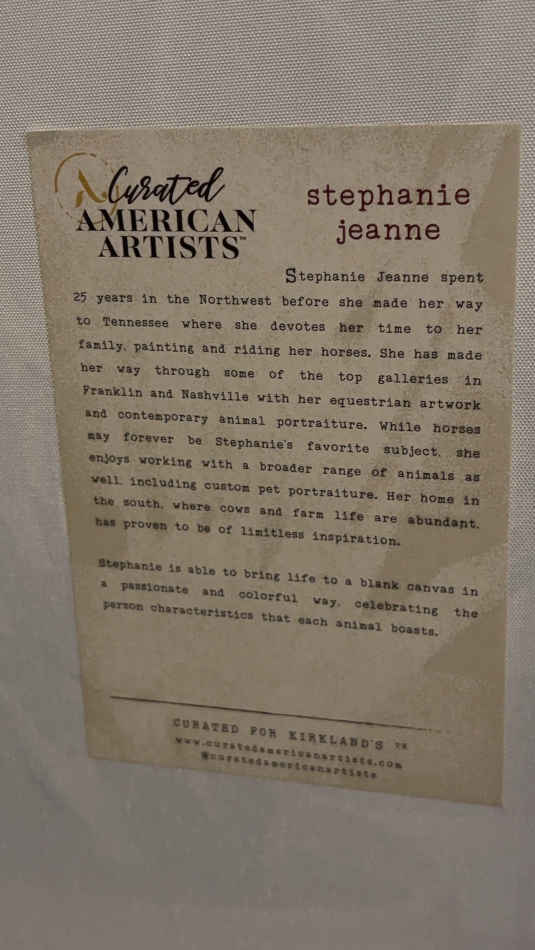 Curated
AMERICAN
ARTISTS™
stephanie
jeanne
Stephanie Jeanne spent
25 years in the Northwest before she made her way
to Tennessee where she devotes her time to her
family, painting and riding her horses. She has made
her way through some of the top galleries in
Franklin and Nashville with her equestrian artwork
and contemporary animal portraiture. While horses
may forever be Stephanie's favorite subject, she
enjoys working with a broader range of animals as
well, including custom pet portraiture. Her home in
the south, where cows and farm life are abundant,
has proven to be of limitless inspiration.
Stephanie is able to bring life to a blank canvas in
a passionate and colorful way, celebrating the
person characteristics that each animal boasts.
CURATED FOR KIRKLAND'S ™
www.curatedamericanartists.com
@curatedamericanartists